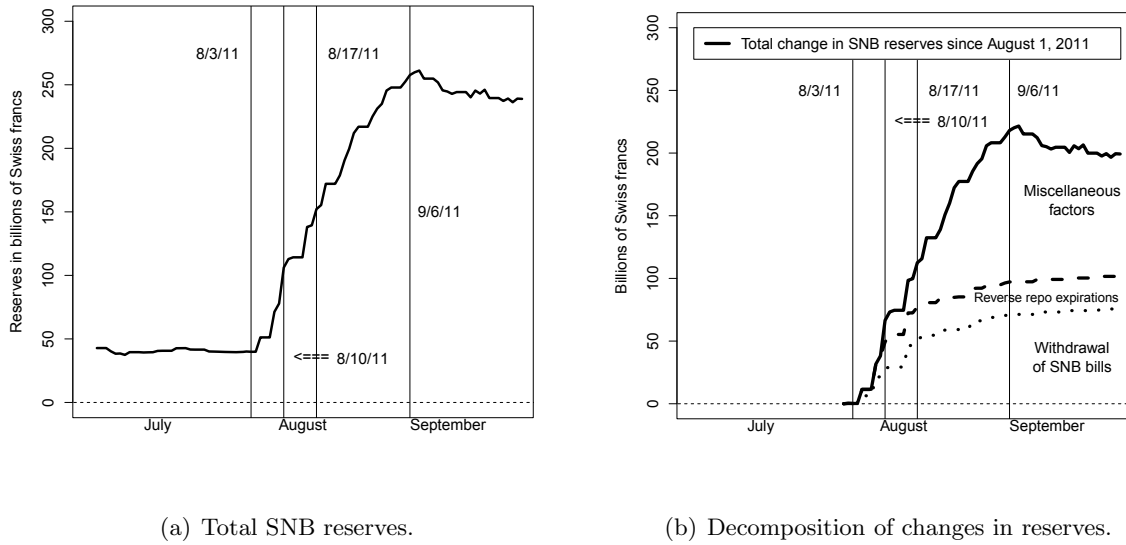 Reserves in billions of Swiss francs
0 50 100 150 200 250 300
8/3/11
8/17/11
9/6/11
<=== 8/10/11
July August September
(a) Total SNB reserves.
Billions of Swiss francs
0 50 100 150 200 250 300
Total change in SNB reserves since August 1, 2011
8/3/11
8/17/11
9/6/11
<=== 8/10/11
Miscellaneous
factors
Reverse repo expirations
Withdrawal
of SNB bills
July August September
(b) Decomposition of changes in reserves.